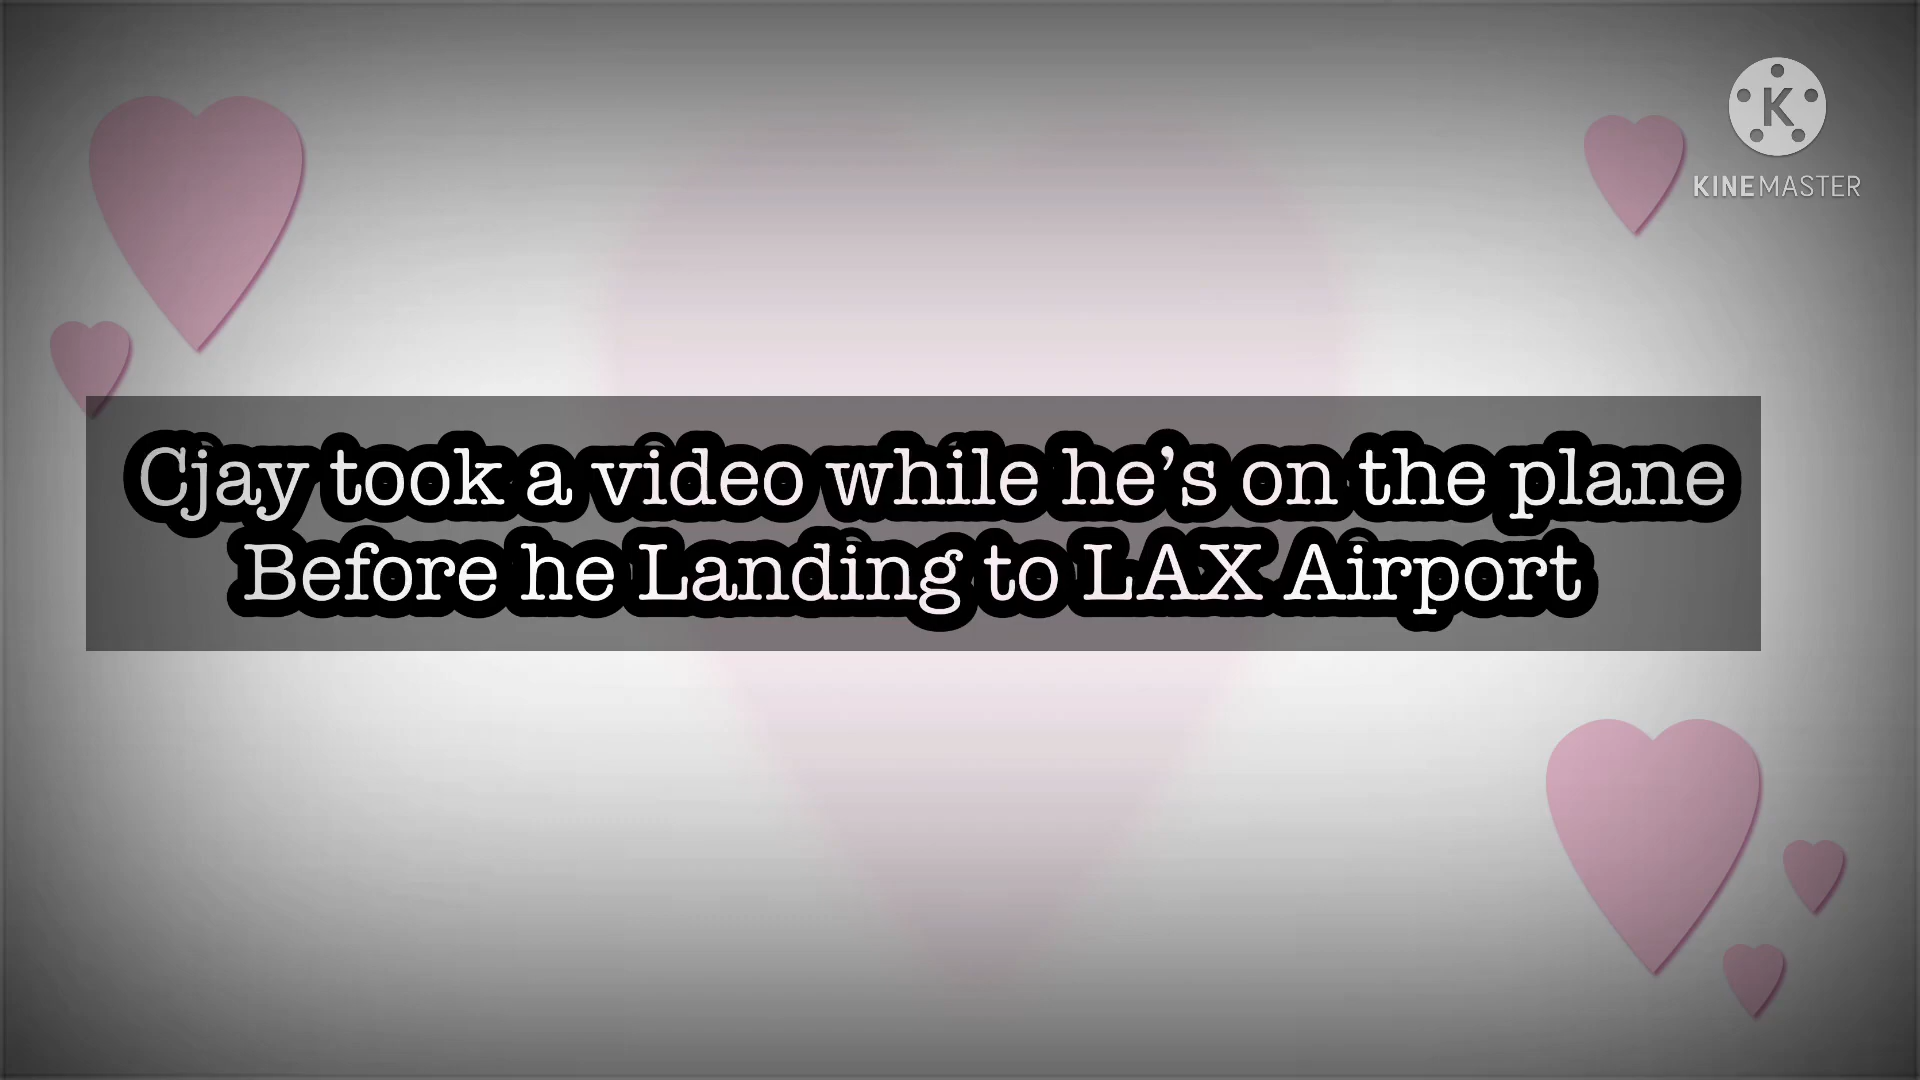 K
KINEMASTER
Cjay took a video while he’s on the plane
Before he Landing to LAX Airport